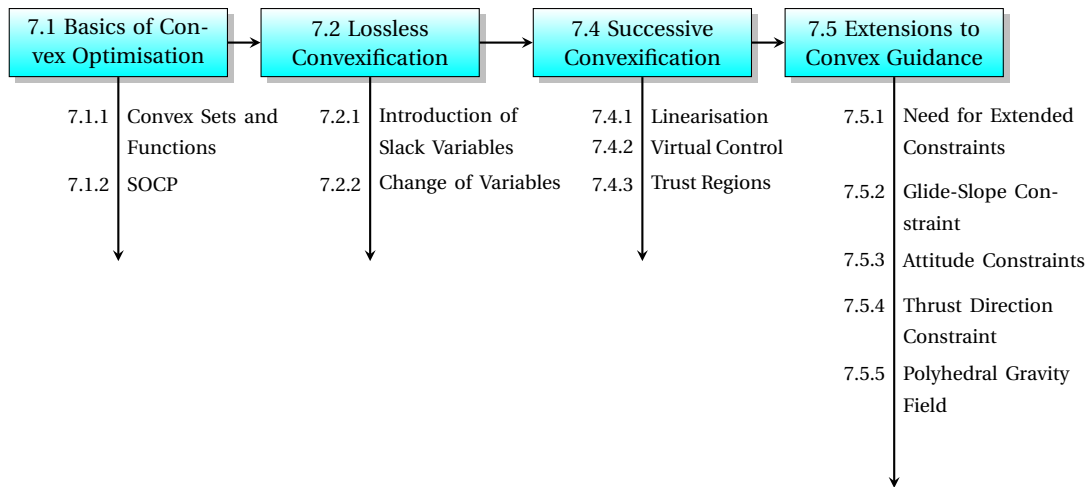 7.1 Basics of Con-
vex Optimisation
7.1.1 Convex Sets and
Functions
7.1.2 SOCP
7.2 Lossless
Convexification
7.2.1 Introduction of
Slack Variables
7.2.2 Change of Variables
7.4 Successive
Convexification
7.4.1 Linearisation
7.4.2 Virtual Control
7.4.3 Trust Regions
7.5 Extensions to
Convex Guidance
7.5.1 Need for Extended
Constraints
7.5.2 Glide-Slope Con-
straint
7.5.3 Attitude Constraints
7.5.4 Thrust Direction
Constraint
7.5.5 Polyhedral Gravity
Field